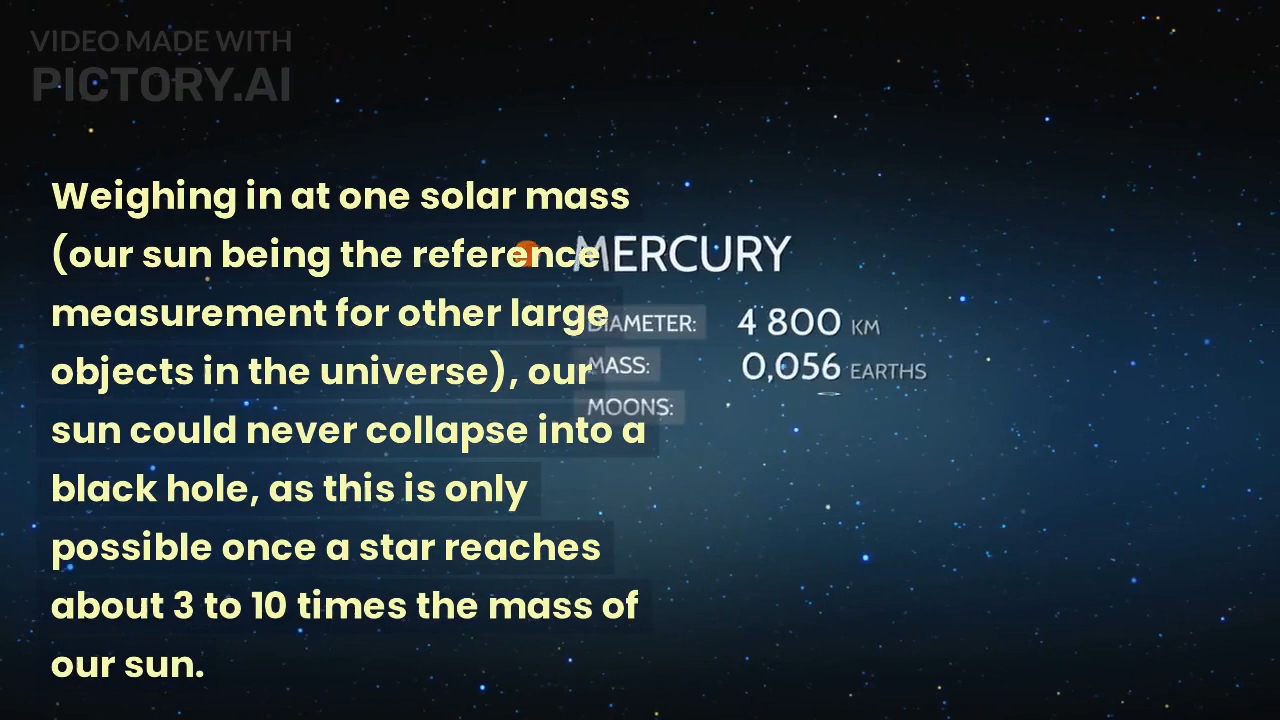 VIDEO MADE WITH
PICTORY.AI
Weighing in at one solar mass
(our sun being the reference
measurement for other large
objects in the universe), our
sun could never collapse into a
black hole, as this is only
possible once a star reaches
about 3 to 10 times the mass of
our sun.
MERCURY
DIAMETER: 4 800 KM
MASS: 0,056 EARTHS
MOONS: